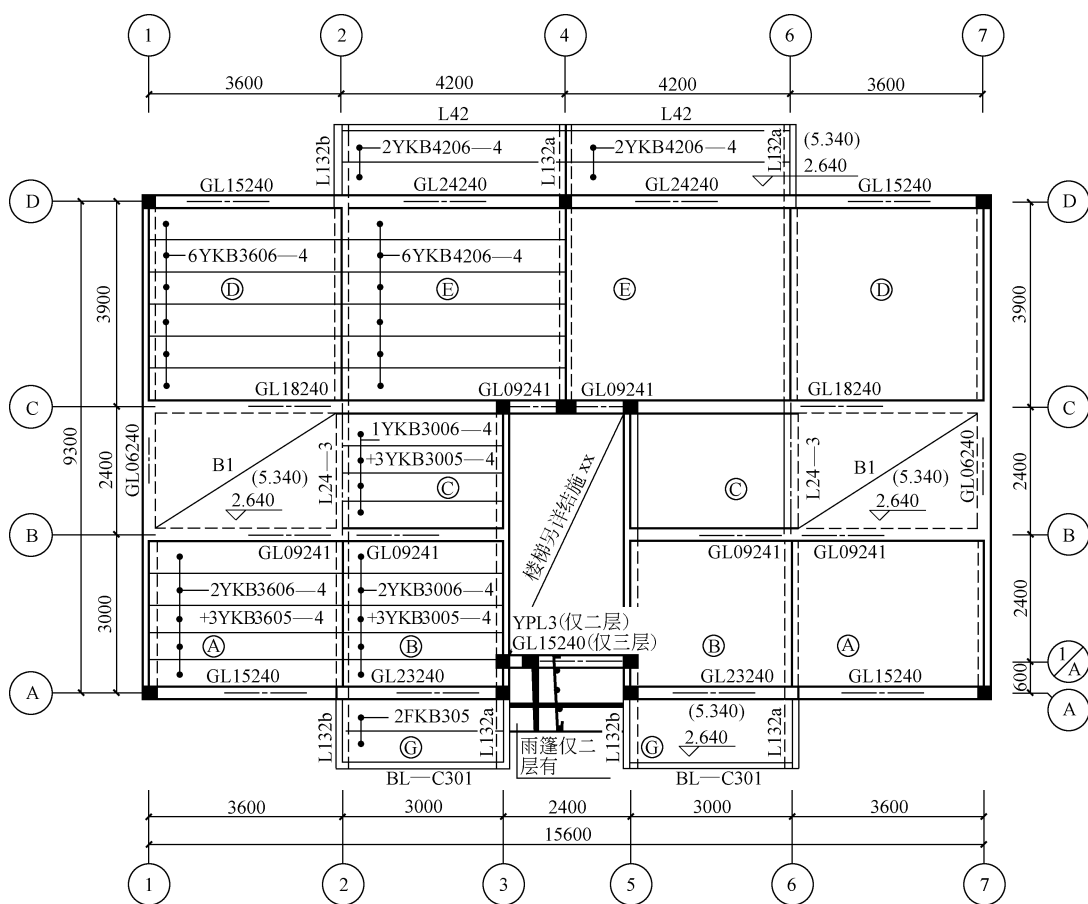 1 2 4 6 7
3600 4200 4200 3600
L42 L42
L132b 2YKB4206—4 L132a 2YKB4206—4 L132a (5.340)
2.640
GL15240 GL24240 GL24240 GL15240
D D
6YKB3606—4 6YKB4206—4
D E E D
3900 3900
GL18240 GL09241 GL09241 GL18240
C C
9300 2400 GL06240 B1 (5.340) L24—3 1YKB3006—4 L24—3 B1 (5.340) GL06240 2400
+3YKB3005—4
2.640 C 楼梯另详结施 xx C 2.640
B B
GL09241 GL09241 GL09241 GL09241
3000 2YKB3606—4 2YKB3006—4 2400
+3YKB3605—4 +3YKB3005—4 YPL3(仅二层)
A B GL15240(仅三层) B A
1/A
600
GL15240 GL23240 GL23240 GL15240
A A
L132b 2FKB305 L132a L132b (5.340) L132a
G 雨篷仅二 G 2.640
层有
BL—C301 BL—C301
3600 3000 2400 3000 3600
15600
1 2 3 5 6 7